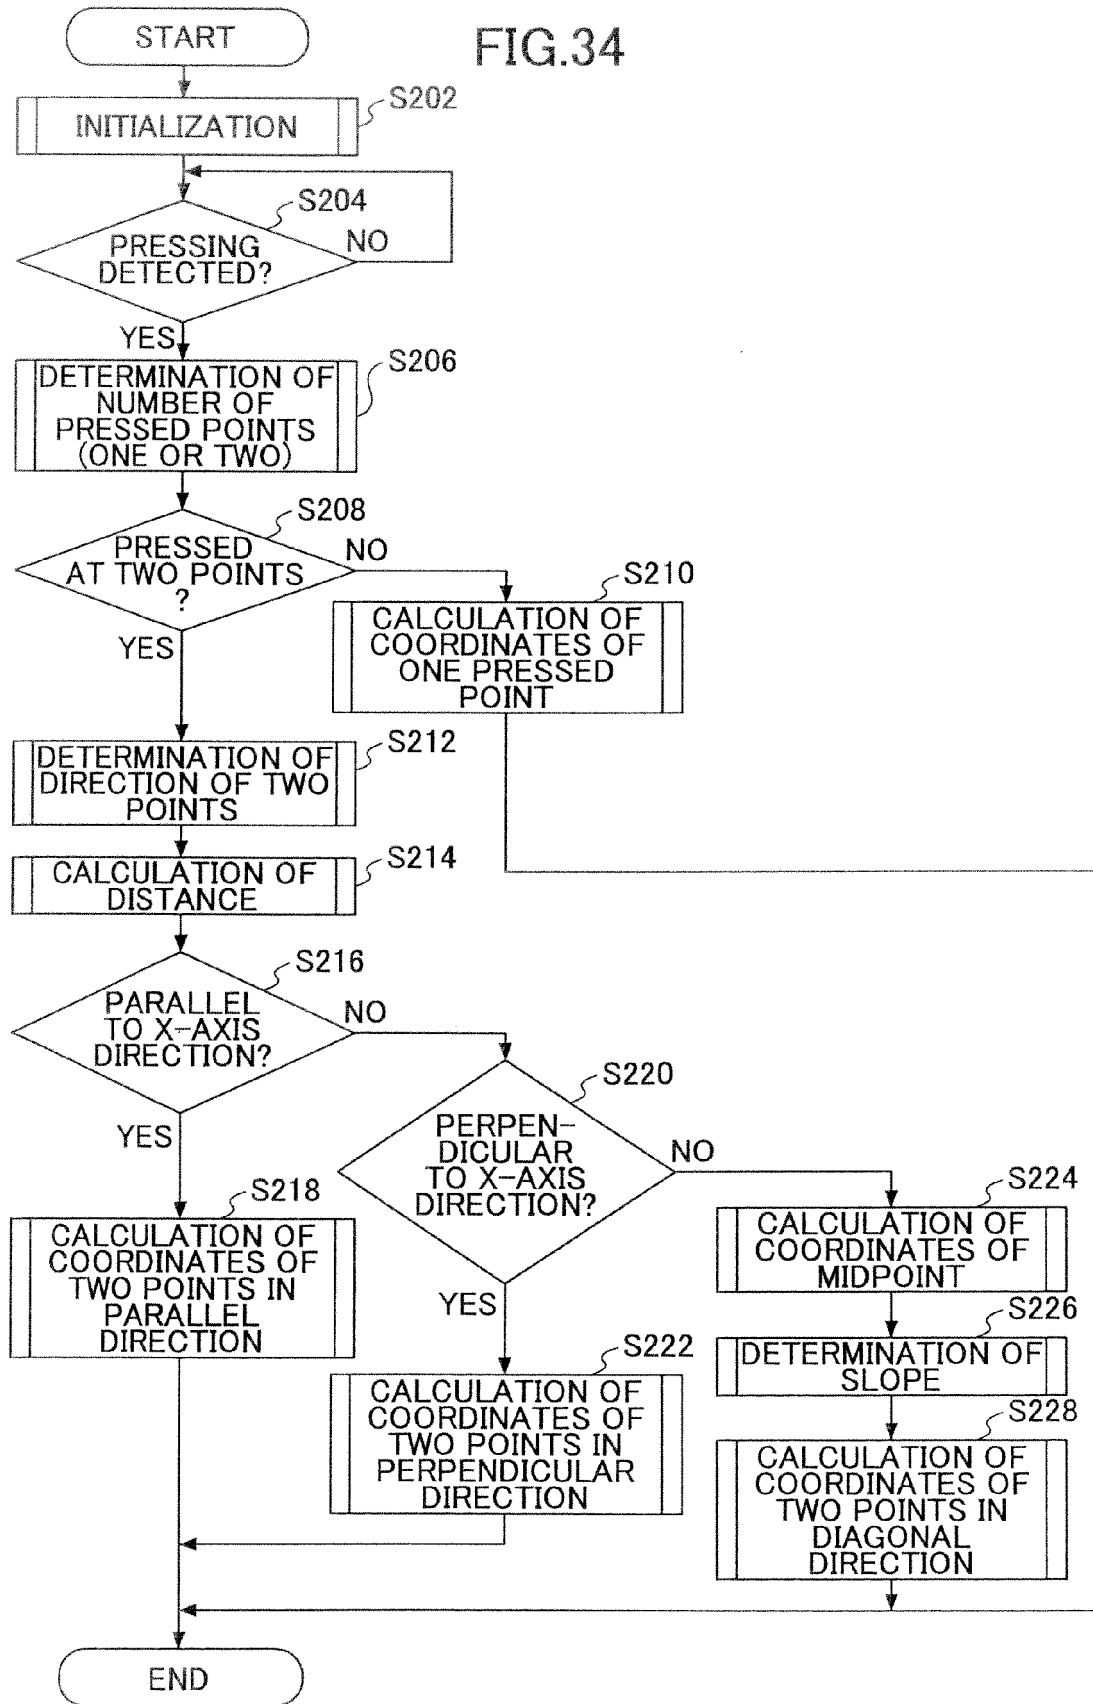 START
FIG.34
S202
INITIALIZATION
S204
PRESSING
DETECTED?
NO
YES
S206
DETERMINATION OF
NUMBER OF
PRESSED POINTS
(ONE OR TWO)
S208
PRESSED
AT TWO POINTS
?
NO
YES
S210
CALCULATION OF
COORDINATES OF
ONE PRESSED
POINT
S212
DETERMINATION OF
DIRECTION OF TWO
POINTS
S214
CALCULATION OF
DISTANCE
S216
PARALLEL
TO X-AXIS
DIRECTION?
NO
YES
S218
CALCULATION OF
COORDINATES OF
TWO POINTS IN
PARALLEL
DIRECTION
S220
PERPEN-
DICULAR
TO X-AXIS
DIRECTION?
NO
YES
S222
CALCULATION OF
COORDINATES OF
TWO POINTS IN
PERPENDICULAR
DIRECTION
S224
CALCULATION OF
COORDINATES OF
MIDPOINT
S226
DETERMINATION OF
SLOPE
S228
CALCULATION OF
COORDINATES OF
TWO POINTS IN
DIAGONAL
DIRECTION
END